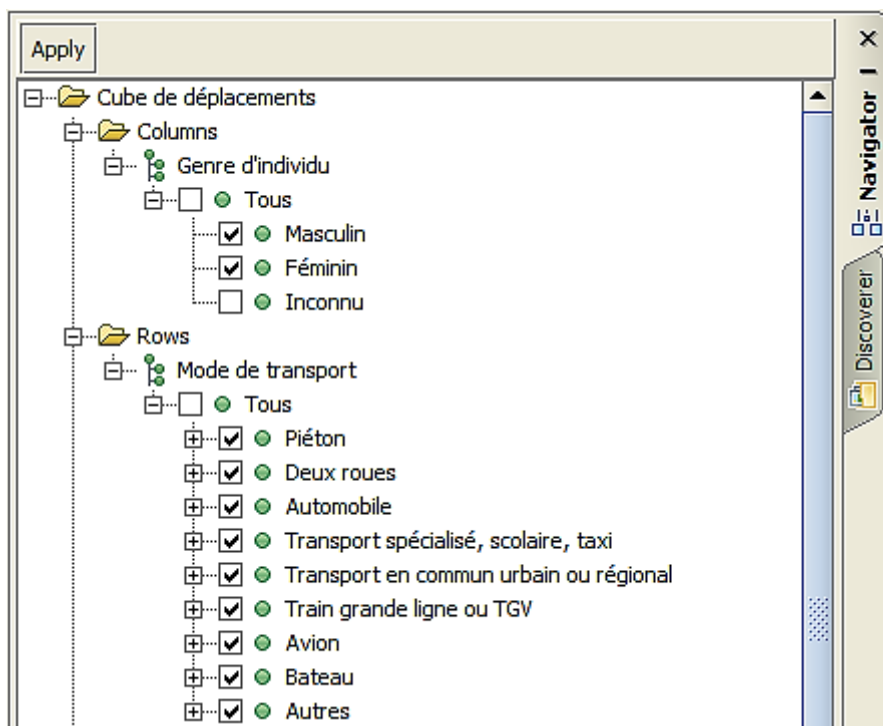 Apply
Cube de déplacements
Columns
Genre d'individu
Tous
Masculin
Féminin
Inconnu
Rows
Mode de transport
Tous
Piéton
Deux roues
Automobile
Transport spécialisé, scolaire, taxi
Transport en commun urbain ou régional
Train grande ligne ou TGV
Avion
Bateau
Autres
Navigator
Discoverer